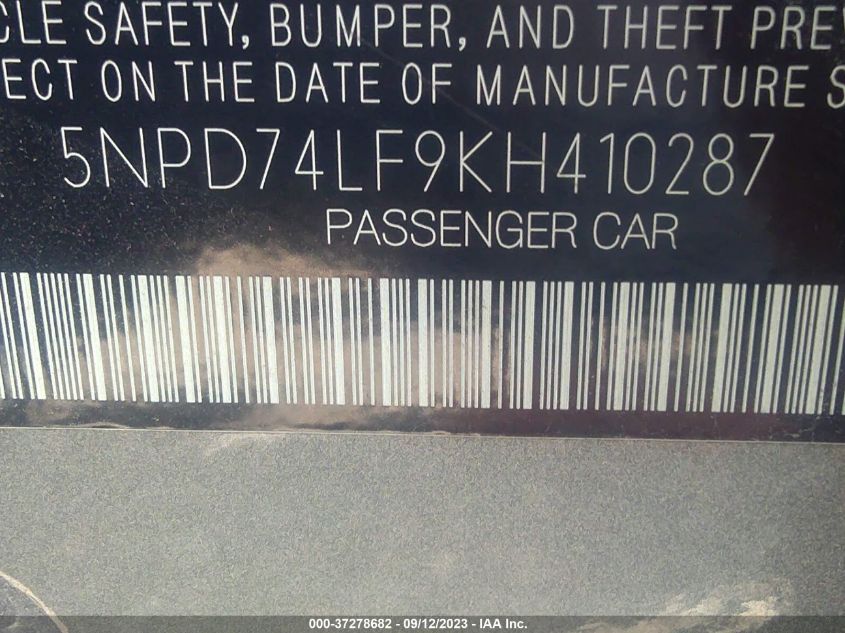 CLE SAFETY, BUMPER, AND THEFT PRE
ECT ON THE DATE OF MANUFACTURE S
5NPD74LF9KH410287
PASSENGER CAR
000-37278682 - 09/12/2023 - IAA Inc.